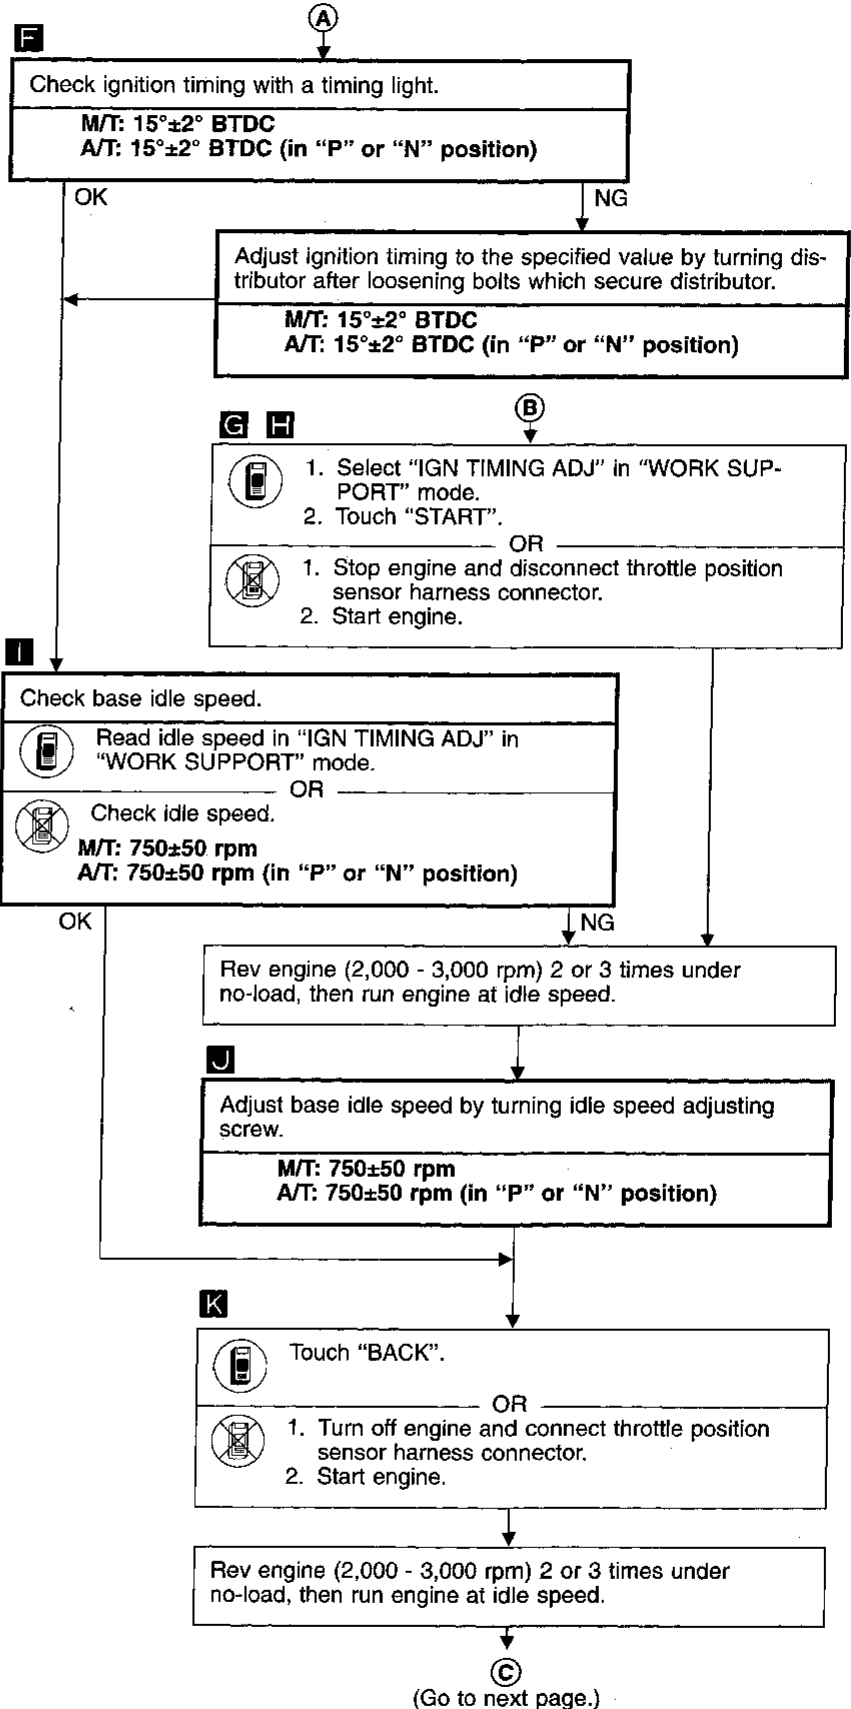 A
F
Check ignition timing with a timing light.
M/T: 15°±2° BTDC
A/T: 15°±2° BTDC (in “P” or “N” position)
OK
NG
Adjust ignition timing to the specified value by turning dis-
tributor after loosening bolts which secure distributor.
M/T: 15°±2° BTDC
A/T: 15°±2° BTDC (in “P” or “N” position)
B
G H
1. Select “IGN TIMING ADJ” in “WORK SUP-
PORT” mode.
2. Touch “START”.
OR
1. Stop engine and disconnect throttle position
sensor harness connector.
2. Start engine.
I
Check base idle speed.
Read idle speed in “IGN TIMING ADJ” in
“WORK SUPPORT” mode.
OR
Check idle speed.
M/T: 750±50 rpm
A/T: 750±50 rpm (in “P” or “N” position)
OK
NG
Rev engine (2,000 - 3,000 rpm) 2 or 3 times under
no-load, then run engine at idle speed.
J
Adjust base idle speed by turning idle speed adjusting
screw.
M/T: 750±50 rpm
A/T: 750±50 rpm (in “P” or “N” position)
K
Touch “BACK”.
OR
1. Turn off engine and connect throttle position
sensor harness connector.
2. Start engine.
Rev engine (2,000 - 3,000 rpm) 2 or 3 times under
no-load, then run engine at idle speed.
C
(Go to next page.)